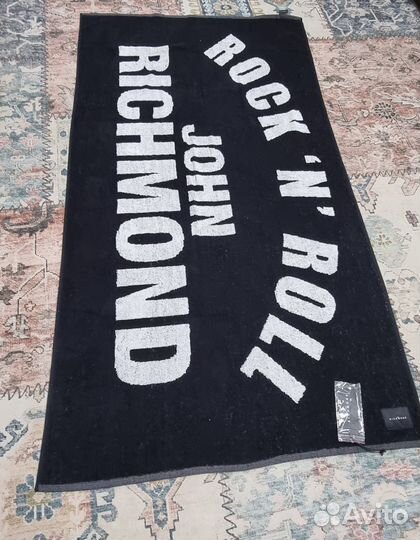 ROCK 'N' ROLL
JOHN
RICHMOND
Avito